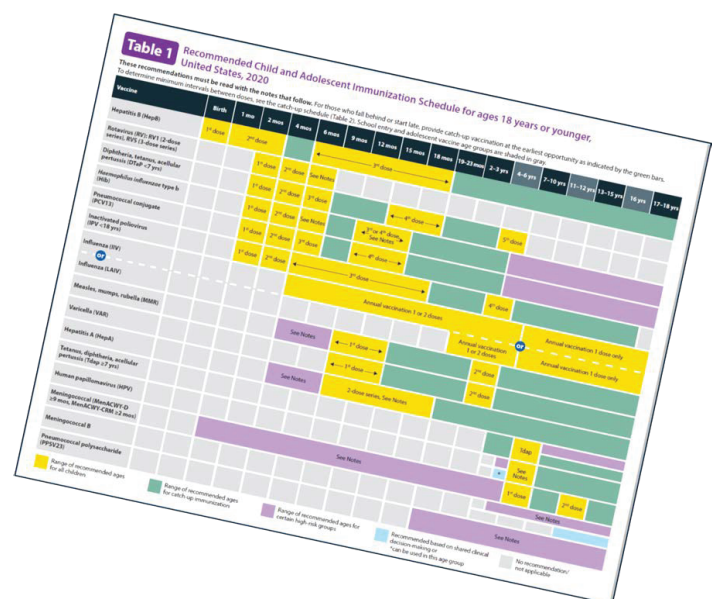 Table 1
Recommended Child and Adolescent Immunization Schedule for ages 18 years or younger,
United States, 2020
These recommendations must be read with the notes that follow. For those who fall behind or start late, provide catch-up vaccination at the earliest opportunity as indicated by the green bars.
To determine minimum intervals between doses, see the catch-up schedule (Table 2). School entry and adolescent vaccine age groups are shaded in gray.
Vaccine Birth 1 mo 2 mos 4 mos 6 mos 9 mos 12 mos 15 mos 18 mos 19–23 mos 2–3 yrs 4–6 yrs 7–10 yrs 11–12 yrs 13–15 yrs 16 yrs 17–18 yrs
Hepatitis B (HepB) 1st dose 2nd dose 3rd dose
Rotavirus (RV): RV1 (2-dose
series), RV5 (3-dose series) 1st dose 2nd dose See Notes
Diphtheria, tetanus, acellular
pertussis (DTaP <7 yrs) 1st dose 2nd dose 3rd dose 4th dose 5th dose
Haemophilus influenzae type b
(Hib) 1st dose 2nd dose See Notes 3rd or 4th dose
See Notes
Pneumococcal conjugate
(PCV13) 1st dose 2nd dose 3rd dose 4th dose
Inactivated poliovirus
(IPV <18 yrs) 1st dose 2nd dose 3rd dose 4th dose
Influenza (IIV) Annual vaccination 1 or 2 doses Annual vaccination 1 dose only
or or
Influenza (LAIV) Annual vaccination
1 or 2 doses Annual vaccination 1 dose only
Measles, mumps, rubella (MMR) See Notes 1st dose 2nd dose
Varicella (VAR) 1st dose 2nd dose
Hepatitis A (HepA) See Notes 2-dose series, See Notes
Tetanus, diphtheria, acellular
pertussis (Tdap ≥7 yrs) Tdap
Human papillomavirus (HPV) * See
Notes
Meningococcal (MenACWY-D
≥9 mos, MenACWY-CRM ≥2 mos) See Notes 1st dose 2nd dose
Meningococcal B See Notes
Pneumococcal polysaccharide
(PPSV23) See Notes
Range of recommended ages
for all children
Range of recommended ages
for catch-up immunization
Range of recommended ages for
certain high-risk groups
Recommended based on shared clinical
decision-making or
*can be used in this age group
No recommendation/
not applicable